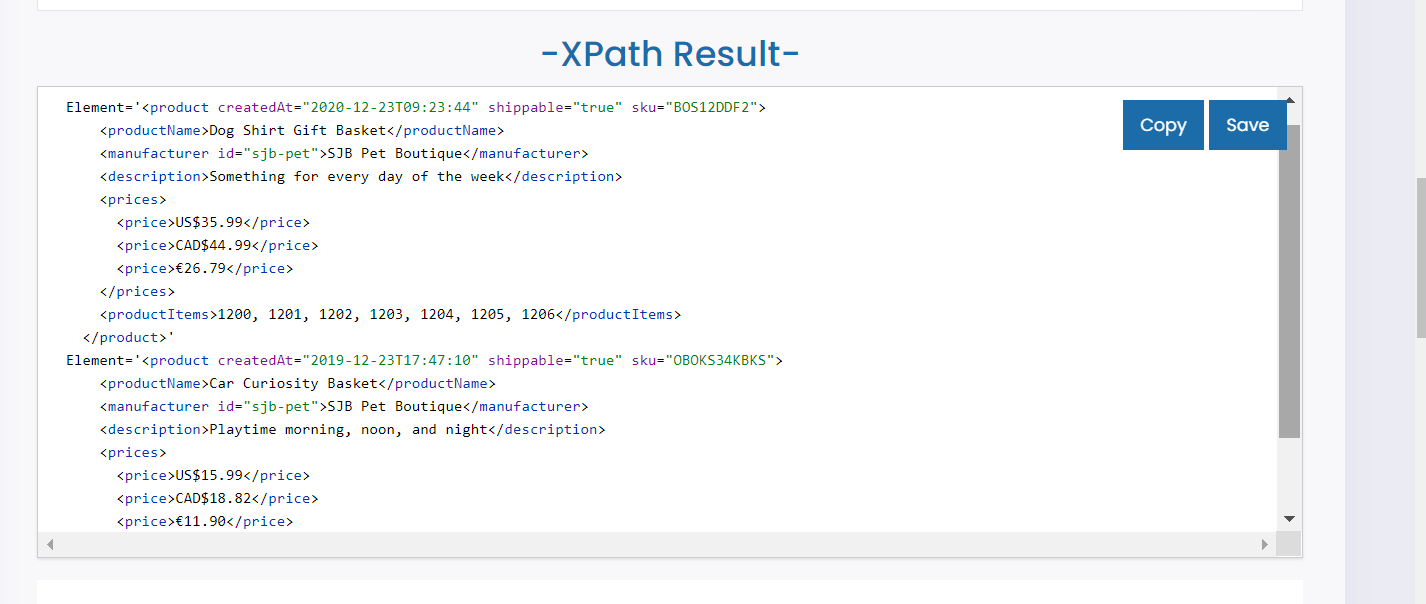 -XPath Result-
Copy Save
Element='<product createdAt="2020-12-23T09:23:44" shippable="true" sku="BOS12DDF2">
<productName>Dog Shirt Gift Basket</productName>
<manufacturer id="sjb-pet">SJB Pet Boutique</manufacturer>
<description>Something for every day of the week</description>
<prices>
<price>US$35.99</price>
<price>CAD$44.99</price>
<price>€26.79</price>
</prices>
<productItems>1200, 1201, 1202, 1203, 1204, 1205, 1206</productItems>
</product>'
Element='<product createdAt="2019-12-23T17:47:10" shippable="true" sku="OBOKS34KBKS">
<productName>Car Curiosity Basket</productName>
<manufacturer id="sjb-pet">SJB Pet Boutique</manufacturer>
<description>Playtime morning, noon, and night</description>
<prices>
<price>US$15.99</price>
<price>CAD$18.82</price>
<price>€11.90</price>